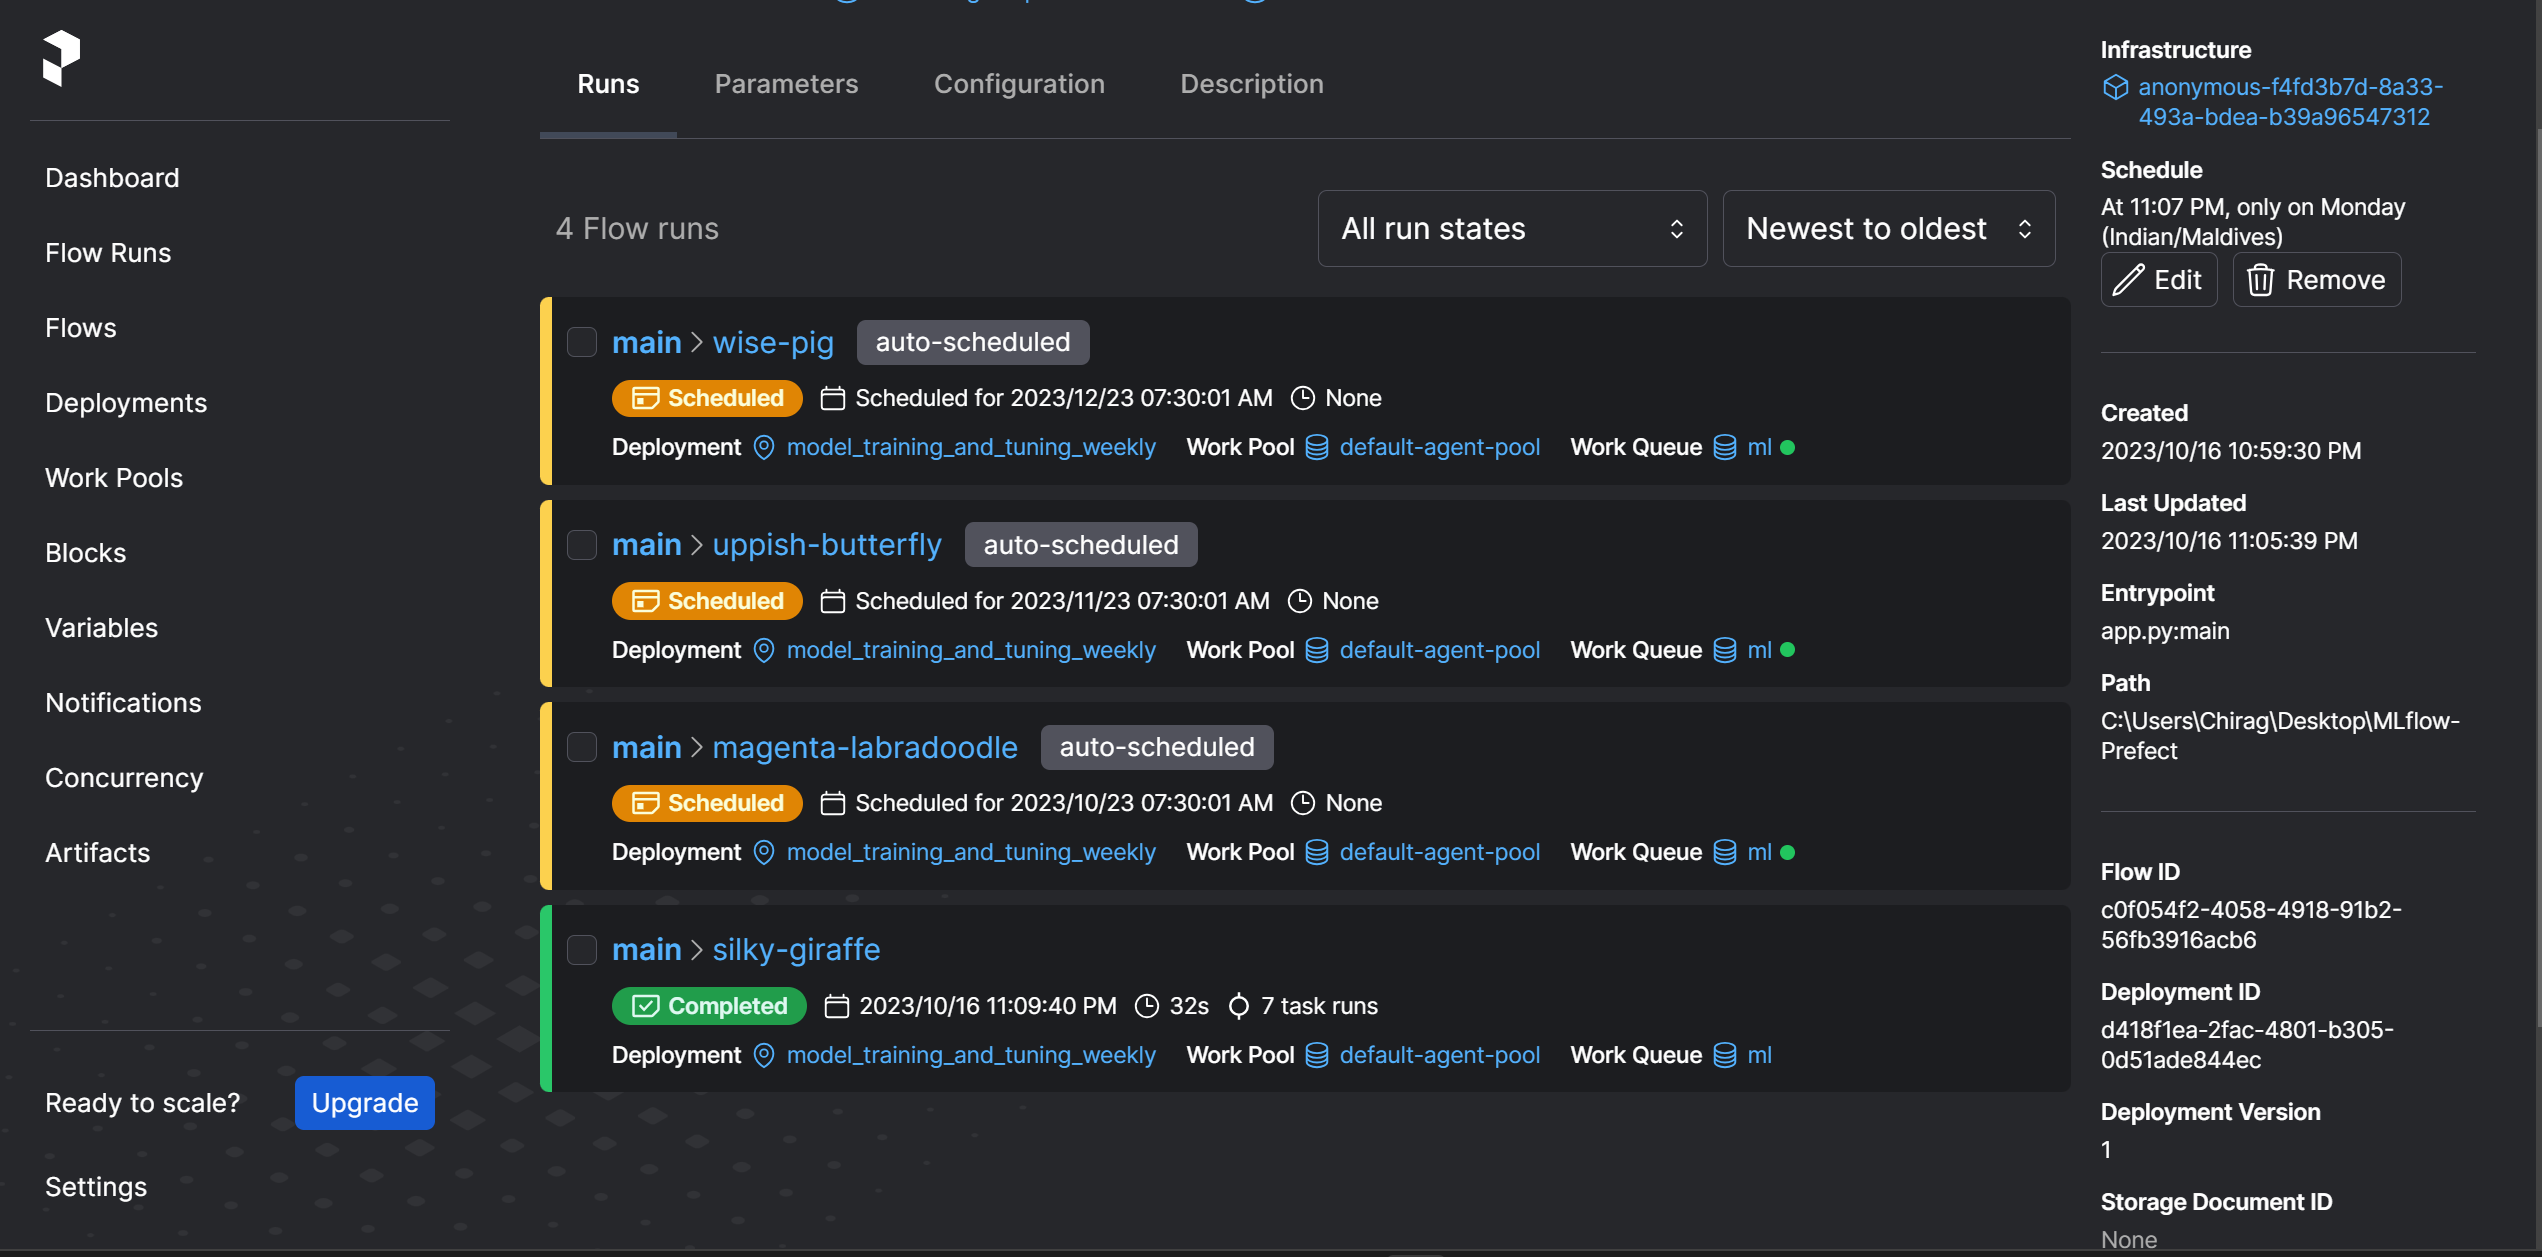 Dashboard
Flow Runs
Flows
Deployments
Work Pools
Blocks
Variables
Notifications
Concurrency
Artifacts
Ready to scale? Upgrade
Settings
Runs Parameters Configuration Description
4 Flow runs All run states Newest to oldest
main > wise-pig auto-scheduled
Scheduled Scheduled for 2023/12/23 07:30:01 AM None
Deployment model_training_and_tuning_weekly Work Pool default-agent-pool Work Queue ml
main > uppish-butterfly auto-scheduled
Scheduled Scheduled for 2023/11/23 07:30:01 AM None
Deployment model_training_and_tuning_weekly Work Pool default-agent-pool Work Queue ml
main > magenta-labradoodle auto-scheduled
Scheduled Scheduled for 2023/10/23 07:30:01 AM None
Deployment model_training_and_tuning_weekly Work Pool default-agent-pool Work Queue ml
main > silky-giraffe
Completed 2023/10/16 11:09:40 PM 32s 7 task runs
Deployment model_training_and_tuning_weekly Work Pool default-agent-pool Work Queue ml
Infrastructure
anonymous-f4fd3b7d-8a33-
493a-bdea-b39a96547312
Schedule
At 11:07 PM, only on Monday
(Indian/Maldives)
Edit Remove
Created
2023/10/16 10:59:30 PM
Last Updated
2023/10/16 11:05:39 PM
Entrypoint
app.py:main
Path
C:\Users\Chirag\Desktop\MLflow-
Prefect
Flow ID
c0f054f2-4058-4918-91b2-
56fb3916acb6
Deployment ID
d418f1ea-2fac-4801-b305-
0d51ade844ec
Deployment Version
1
Storage Document ID
None